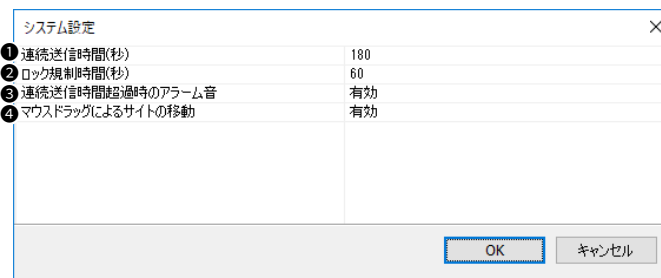 システム設定
❶ 連続送信時間(秒) 180
❷ ロック規制時間(秒) 60
❸ 連続送信時間超過時のアラーム音 有効
❹ マウスドラッグによるサイトの移動 有効
OK キャンセル